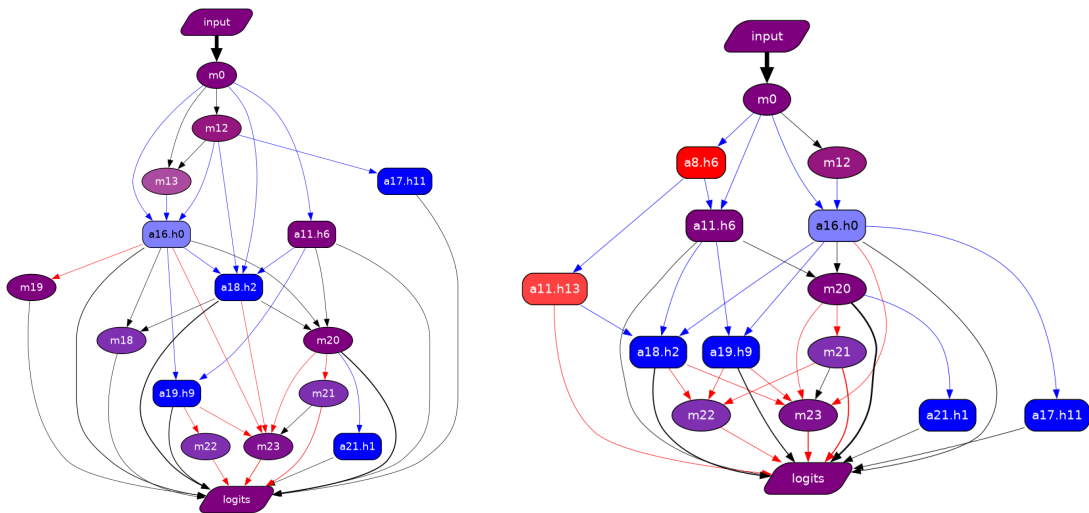 input
m0
m12
m13
a17.h11
a16.h0
a11.h6
m19
a18.h2
m18
m20
a19.h9
m21
m22
m23
a21.h1
logits
input
m0
a8.h6
m12
a11.h6
a16.h0
a11.h13
m20
a18.h2
a19.h9
m21
m22
m23
a21.h1
a17.h11
logits